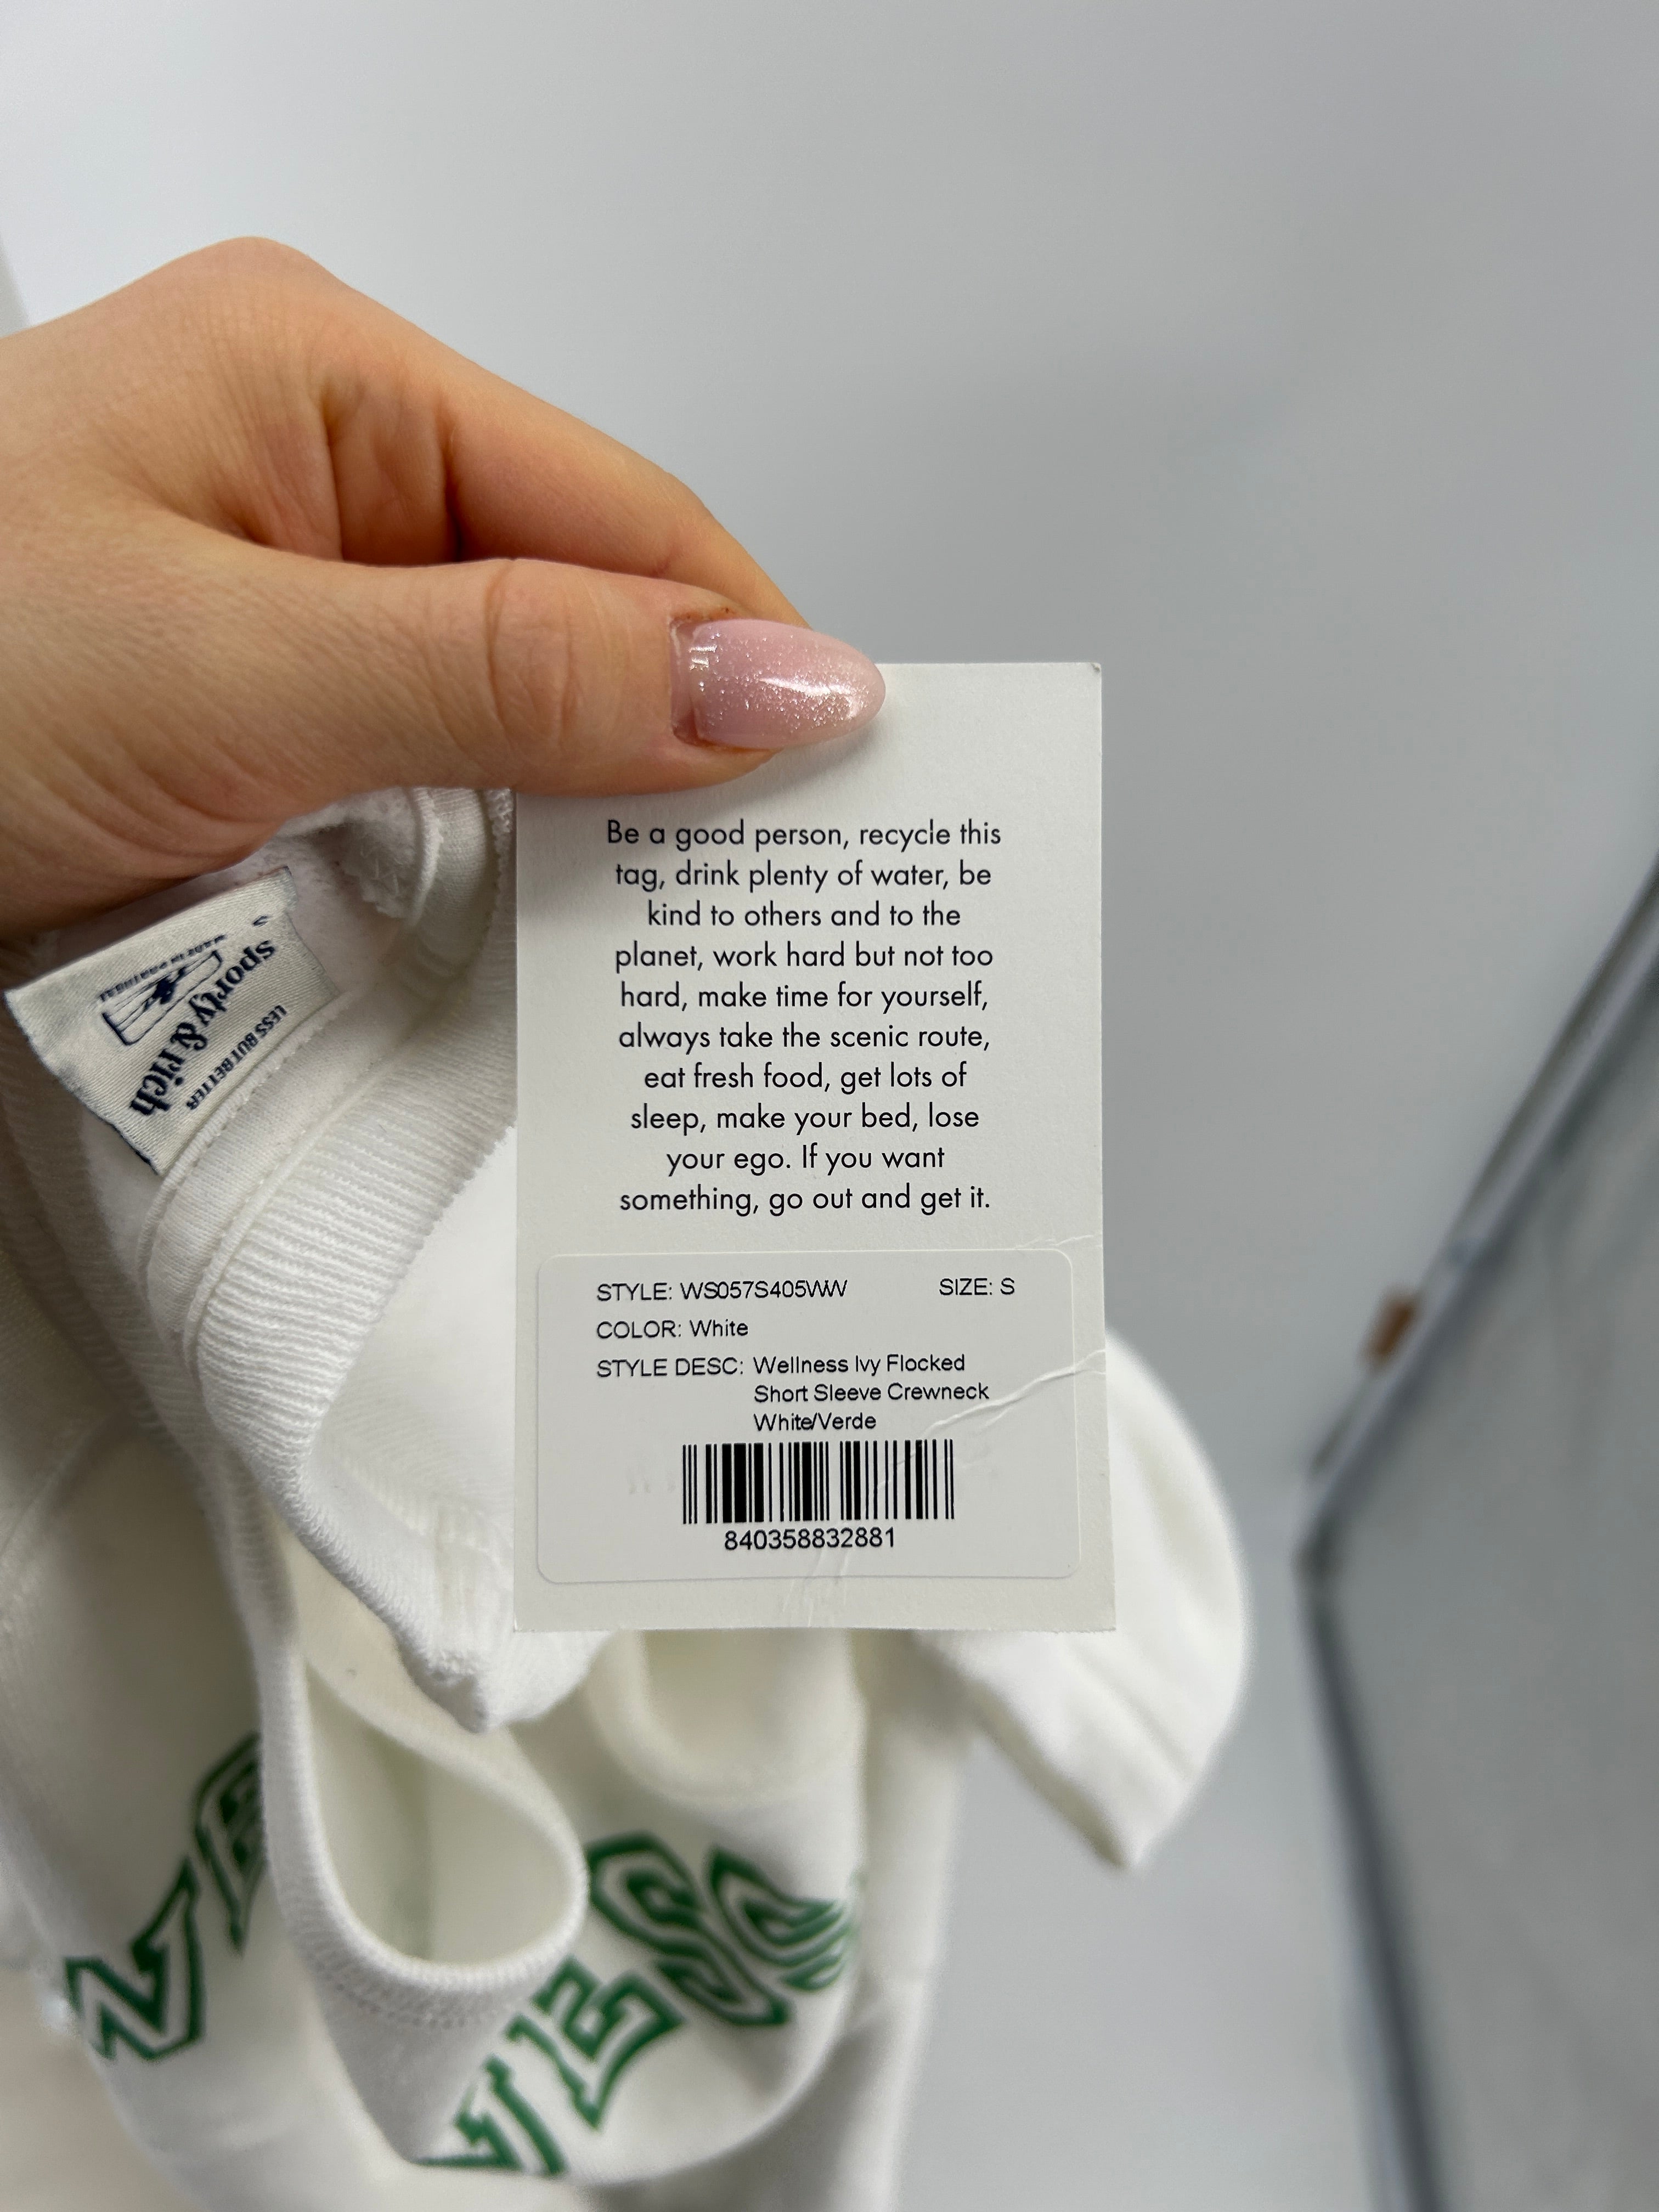 Be a good person, recycle this
tag, drink plenty of water, be
kind to others and to the
planet, work hard but not too
hard, make time for yourself,
always take the scenic route,
eat fresh food, get lots of
sleep, make your bed, lose
your ego. If you want
something, go out and get it.
STYLE: WS057S405WW
SIZE: S
COLOR: White
STYLE DESC: Wellness Ivy Flocked
Short Sleeve Crewneck
White/Verde
840358832881
LESS BUT BETTER
sporty & rich
MADE IN PORTUGAL
S